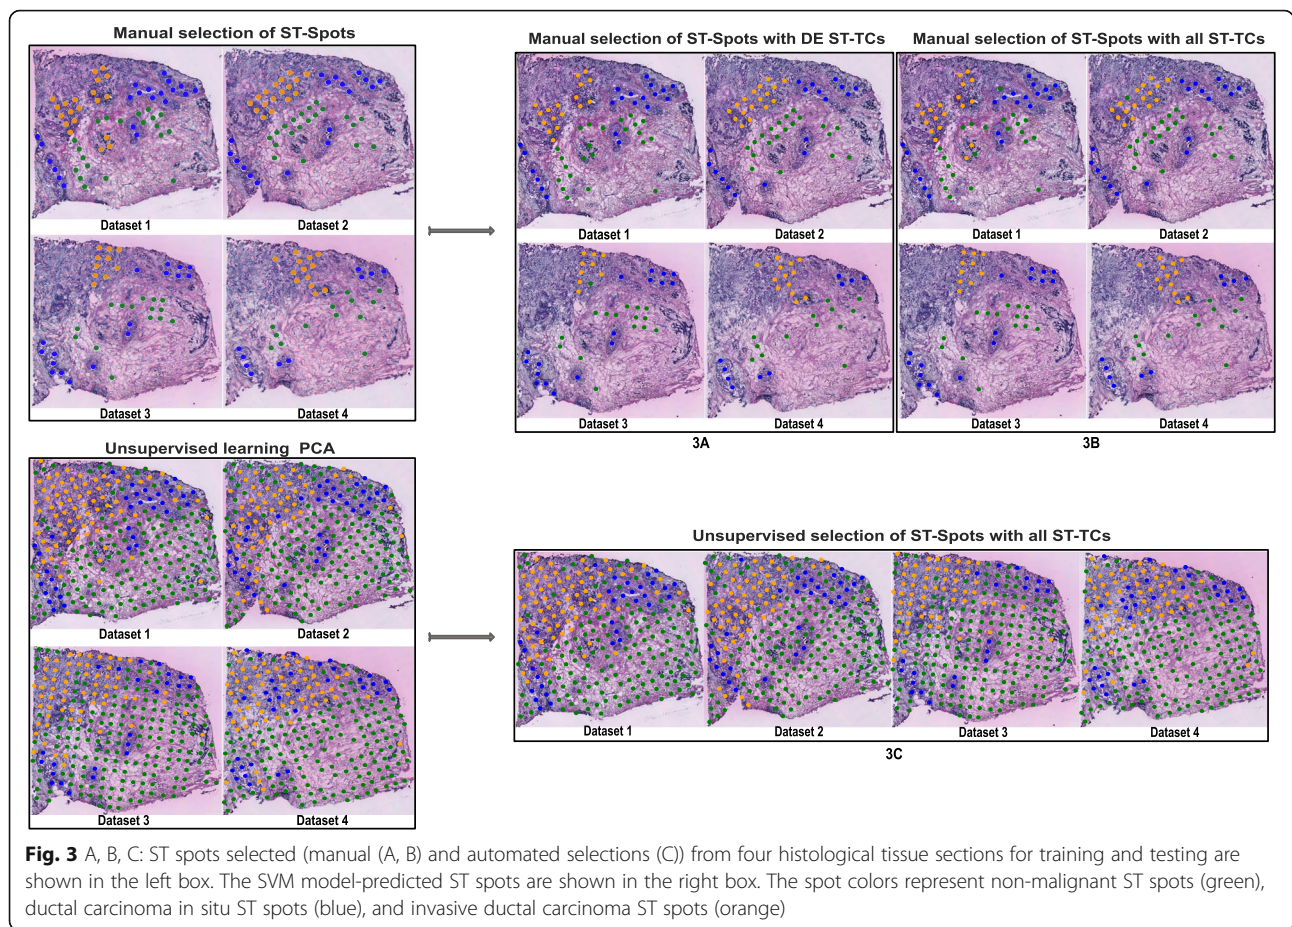 Manual selection of ST-Spots
Dataset 1
Dataset 2
Dataset 3
Dataset 4
Manual selection of ST-Spots with DE ST-TCs
Dataset 1
Dataset 2
Dataset 3
Dataset 4
3A
Manual selection of ST-Spots with all ST-TCs
Dataset 1
Dataset 2
Dataset 3
Dataset 4
3B
Unsupervised learning PCA
Dataset 1
Dataset 2
Dataset 3
Dataset 4
Unsupervised selection of ST-Spots with all ST-TCs
Dataset 1
Dataset 2
Dataset 3
Dataset 4
3C
Fig. 3 A, B, C: ST spots selected (manual (A, B) and automated selections (C)) from four histological tissue sections for training and testing are
shown in the left box. The SVM model-predicted ST spots are shown in the right box. The spot colors represent non-malignant ST spots (green),
ductal carcinoma in situ ST spots (blue), and invasive ductal carcinoma ST spots (orange)